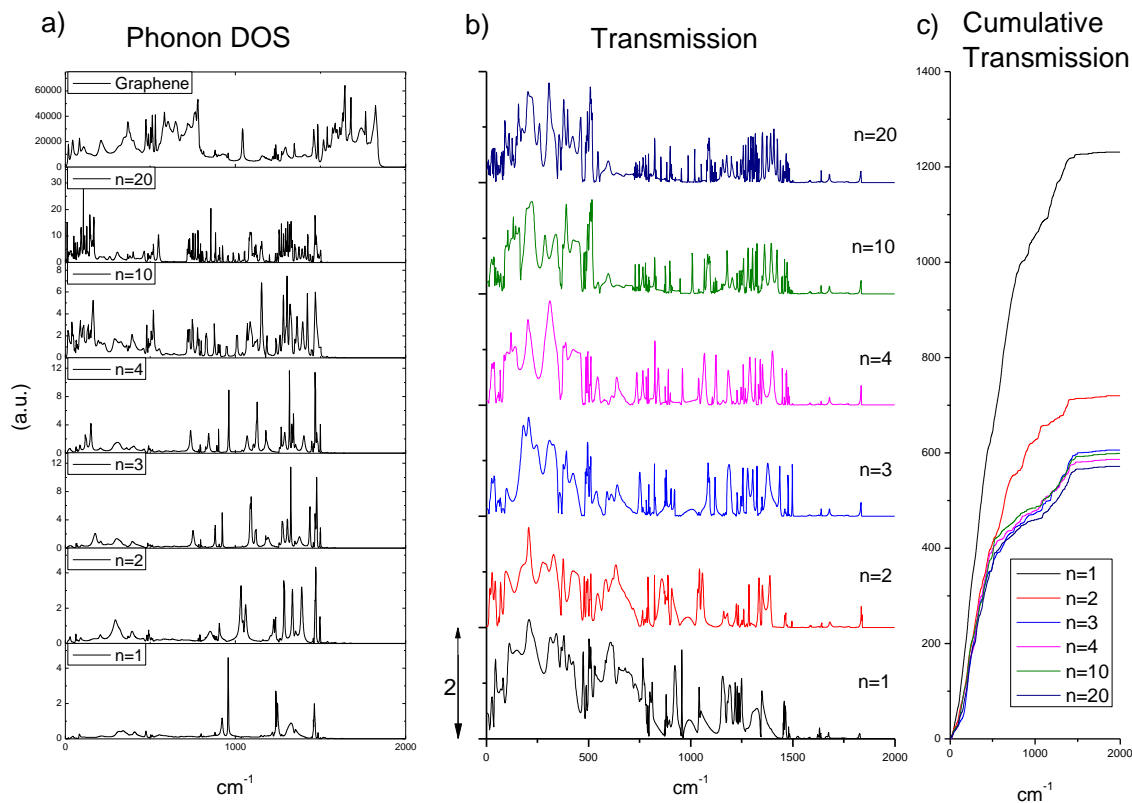 a)
Phonon DOS
Graphene
60000
40000
20000
0
n=20
30
20
10
0
n=10
8
6
4
2
0
n=4
12
8
4
0
n=3
12
8
4
0
n=2
4
2
0
n=1
4
2
0
0
1000
2000
(a.u.)
cm-1
b)
Transmission
n=20
n=10
n=4
n=3
n=2
n=1
2
0
500
1000
1500
2000
cm-1
c) Cumulative
Transmission
1400
1200
1000
800
600
400
200
0
n=1
n=2
n=3
n=4
n=10
n=20
0
1000
2000
cm-1